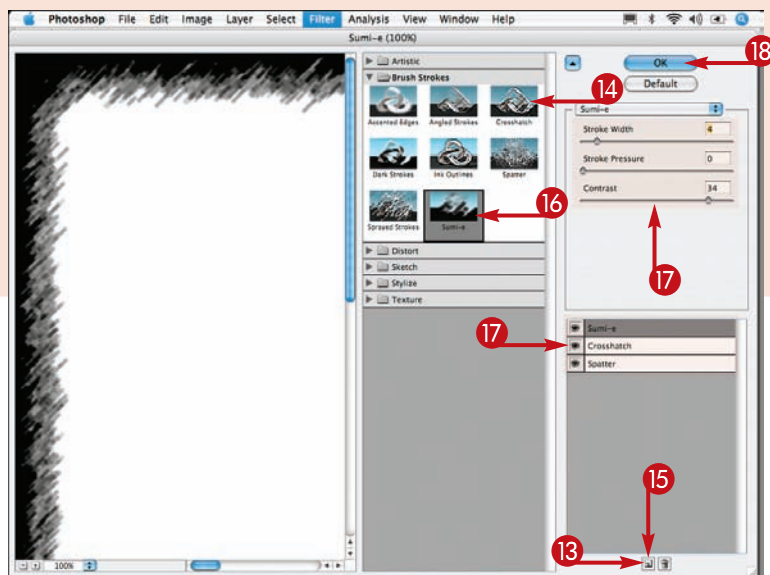 Photoshop File Edit Image Layer Select Filter Analysis View Window Help
Sumi-e (100%)
Artistic
Brush Strokes
Accented Edges Angled Strokes Crosshatch
Dark Strokes Ink Outlines Spatter
Sprayed Strokes Sumi-e
Distort
Sketch
Stylize
Texture
OK
Default
Sumi-e
Stroke Width 4
Stroke Pressure 0
Contrast 34
Sumi-e
Crosshatch
Spatter
100%
14
16
17
17
18
15
13